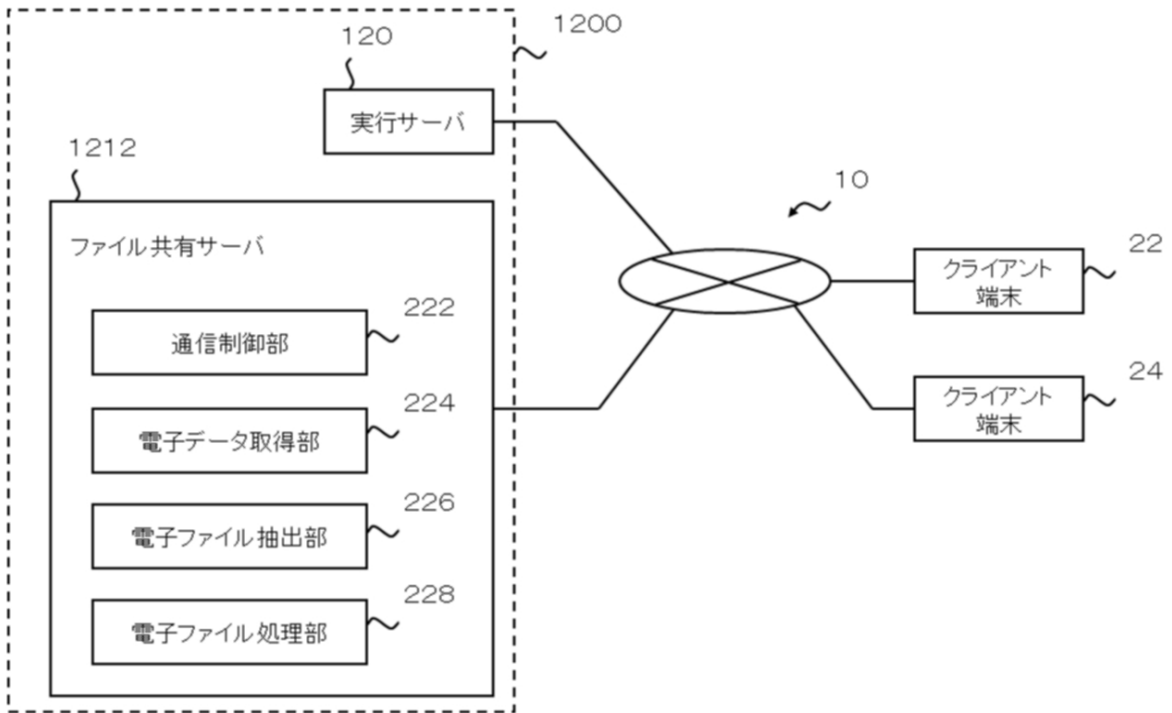 1200
120
実行サーバ
1212
ファイル共有サーバ
222
通信制御部
224
電子データ取得部
226
電子ファイル抽出部
228
電子ファイル処理部
10
22
クライアント
端末
24
クライアント
端末